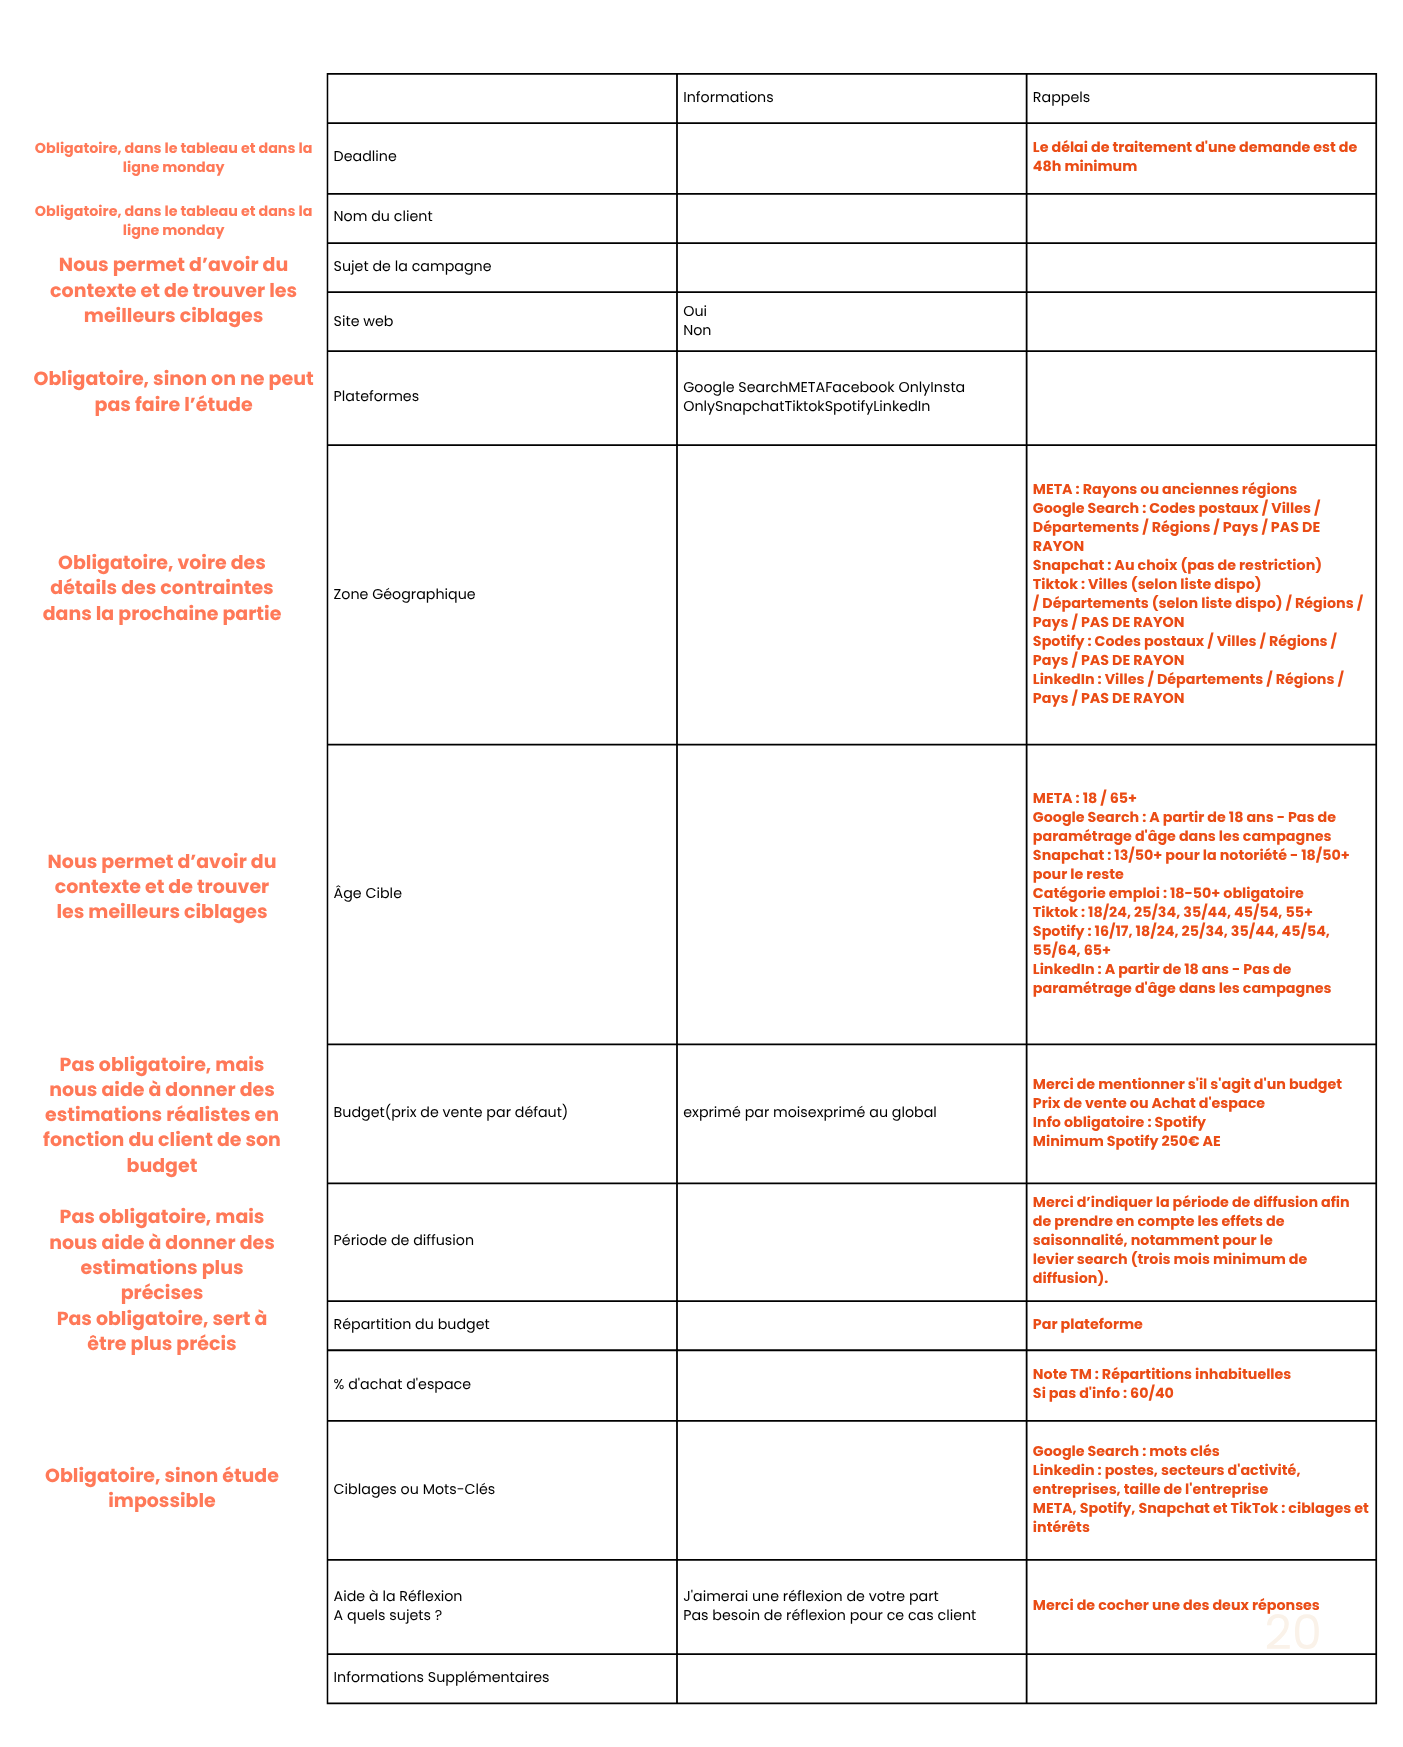 Informations
Rappels
Obligatoire, dans le tableau et dans la
ligne monday
Deadline
Le délai de traitement d'une demande est de
48h minimum
Obligatoire, dans le tableau et dans la
ligne monday
Nom du client
Nous permet d’avoir du
contexte et de trouver les
meilleurs ciblages
Sujet de la campagne
Site web
Oui
Non
Obligatoire, sinon on ne peut
pas faire l’étude
Plateformes
Google SearchMETAFacebook OnlyInsta
OnlySnapchatTiktokSpotifyLinkedIn
Obligatoire, voire des
détails des contraintes
dans la prochaine partie
Zone Géographique
META : Rayons ou anciennes régions
Google Search : Codes postaux / Villes /
Départements / Régions / Pays / PAS DE
RAYON
Snapchat : Au choix (pas de restriction)
Tiktok : Villes (selon liste dispo)
/ Départements (selon liste dispo) / Régions /
Pays / PAS DE RAYON
Spotify : Codes postaux / Villes / Régions /
Pays / PAS DE RAYON
LinkedIn : Villes / Départements / Régions /
Pays / PAS DE RAYON
Nous permet d’avoir du
contexte et de trouver
les meilleurs ciblages
Âge Cible
META : 18 / 65+
Google Search : A partir de 18 ans - Pas de
paramétrage d'âge dans les campagnes
Snapchat : 13/50+ pour la notoriété - 18/50+
pour le reste
Catégorie emploi : 18-50+ obligatoire
Tiktok : 18/24, 25/34, 35/44, 45/54, 55+
Spotify : 16/17, 18/24, 25/34, 35/44, 45/54,
55/64, 65+
LinkedIn : A partir de 18 ans - Pas de
paramétrage d'âge dans les campagnes
Pas obligatoire, mais
nous aide à donner des
estimations réalistes en
fonction du client de son
budget
Budget(prix de vente par défaut)
exprimé par moisexprimé au global
Merci de mentionner s'il s'agit d'un budget
Prix de vente ou Achat d'espace
Info obligatoire : Spotify
Minimum Spotify 250€ AE
Pas obligatoire, mais
nous aide à donner des
estimations plus
précises
Période de diffusion
Merci d’indiquer la période de diffusion afin
de prendre en compte les effets de
saisonnalité, notamment pour le
levier search (trois mois minimum de
diffusion).
Pas obligatoire, sert à
être plus précis
Répartition du budget
Par plateforme
% d'achat d'espace
Note TM : Répartitions inhabituelles
Si pas d'info : 60/40
Obligatoire, sinon étude
impossible
Ciblages ou Mots-Clés
Google Search : mots clés
Linkedin : postes, secteurs d'activité,
entreprises, taille de l'entreprise
META, Spotify, Snapchat et TikTok : ciblages et
intérêts
Aide à la Réflexion
A quels sujets ?
J'aimerai une réflexion de votre part
Pas besoin de réflexion pour ce cas client
Merci de cocher une des deux réponses
20
Informations Supplémentaires